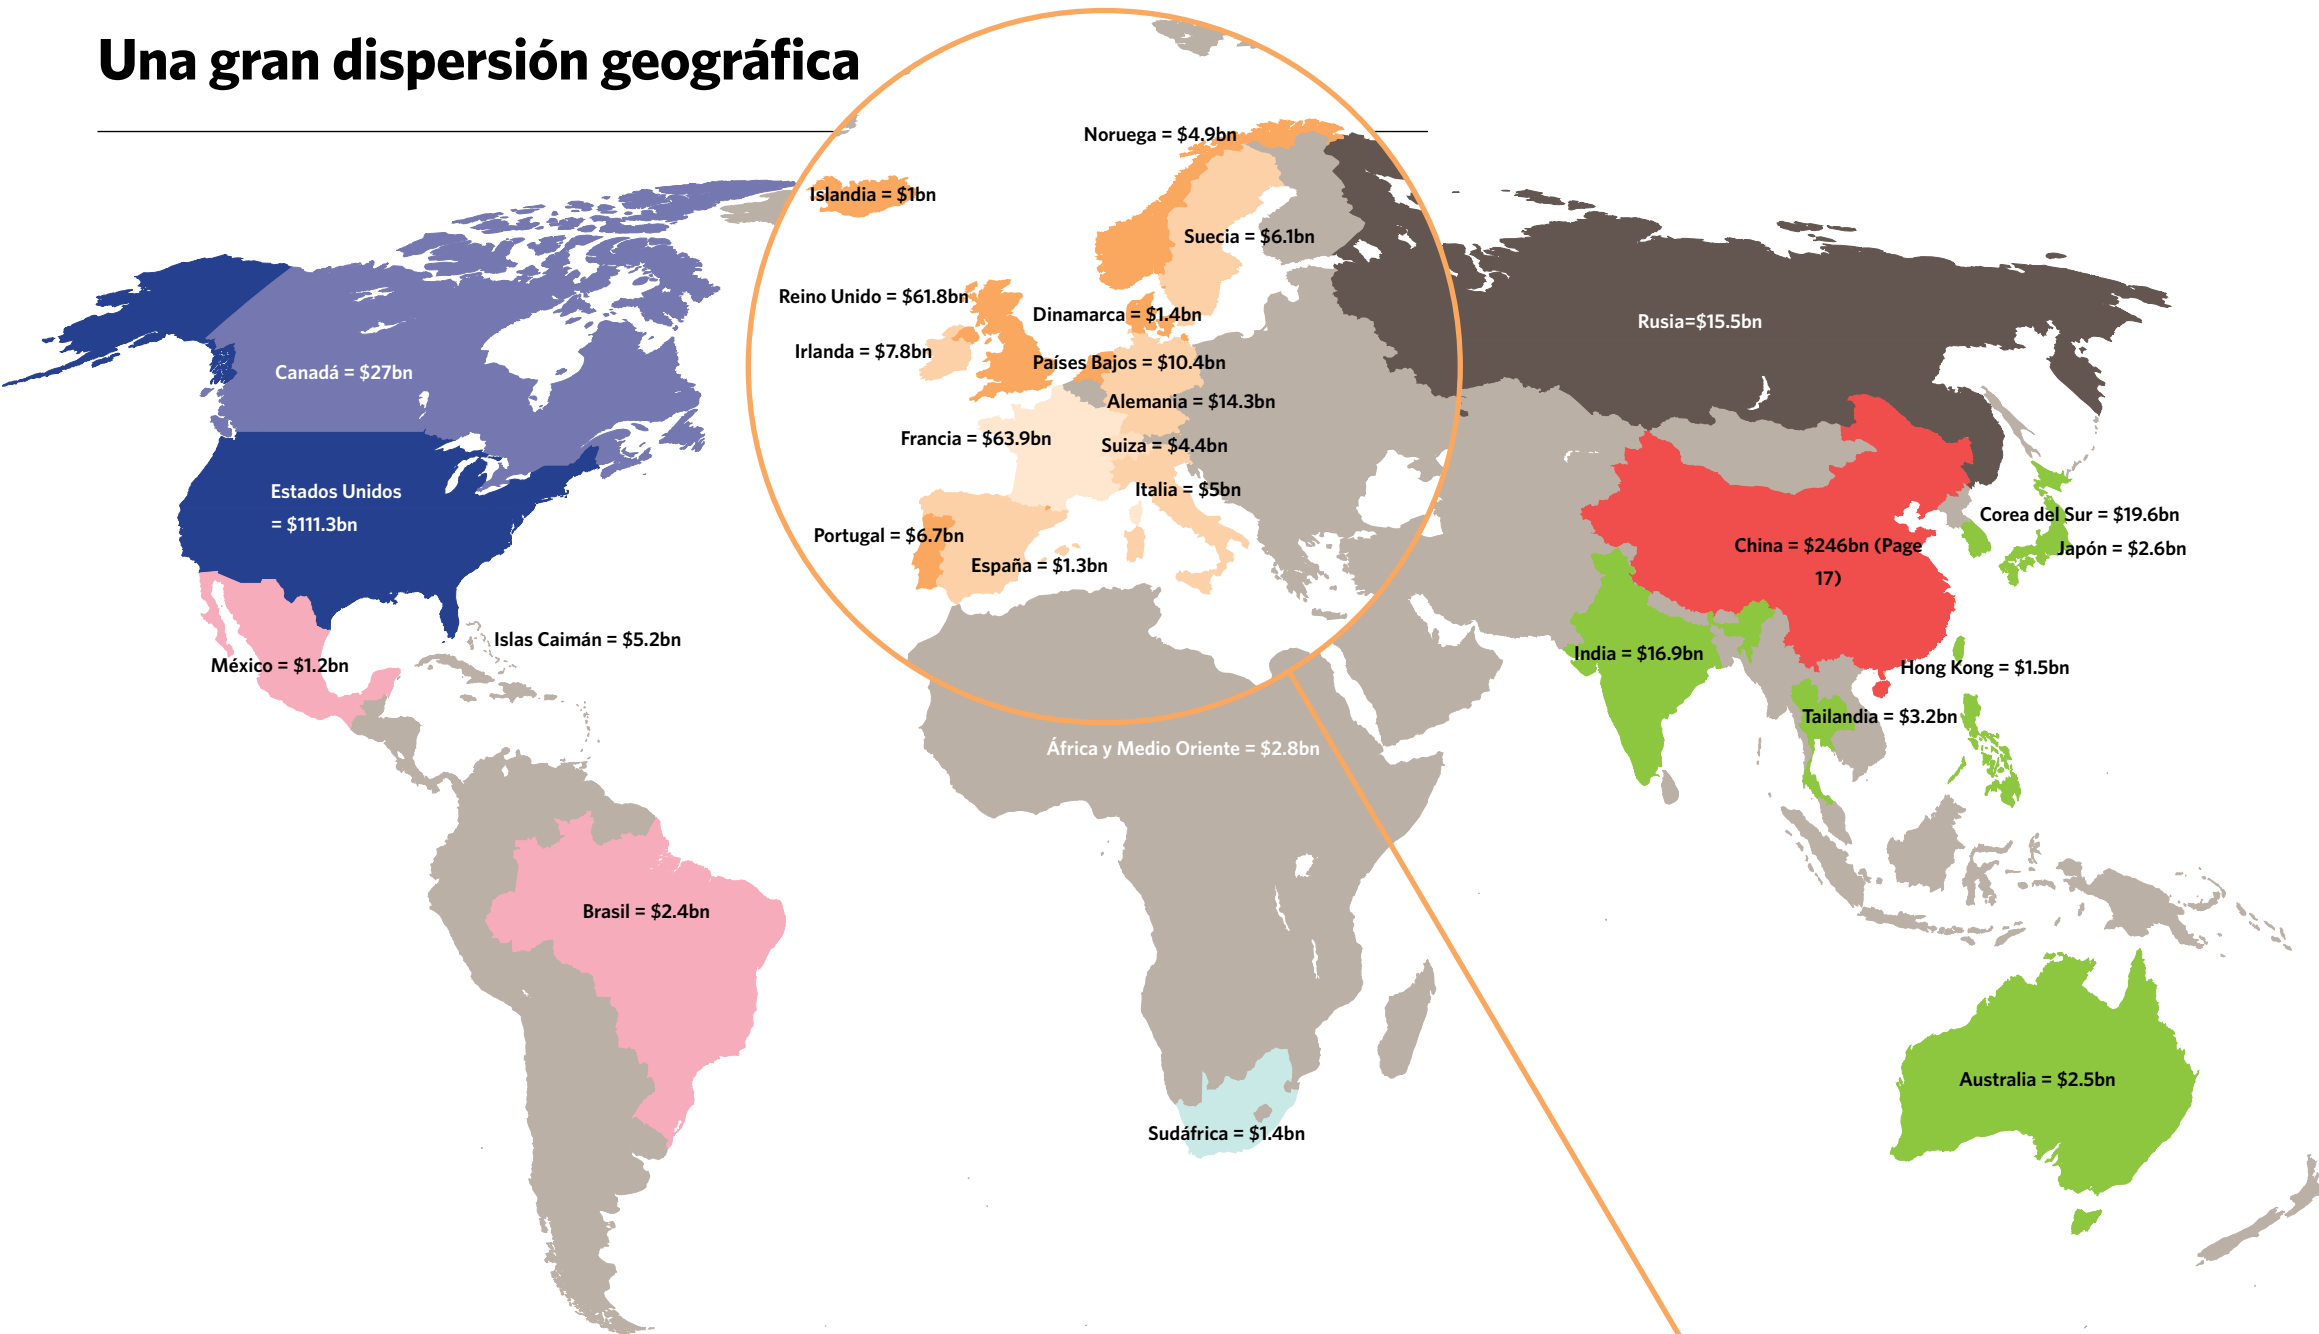 Una gran dispersión geográfica
Noruega = $4.9bn
Islandia = $1bn
Suecia = $6.1bn
Reino Unido = $61.8bn
Dinamarca = $1.4bn
Rusia=$15.5bn
Irlanda = $7.8bn
Países Bajos = $10.4bn
Canadá = $27bn
Alemania = $14.3bn
Francia = $63.9bn
Suiza = $4.4bn
Italia = $5bn
Estados Unidos
= $111.3bn
Corea del Sur = $19.6bn
Portugal = $6.7bn
China = $246bn (Page
17)
Japón = $2.6bn
España = $1.3bn
Islas Caimán = $5.2bn
India = $16.9bn
México = $1.2bn
Hong Kong = $1.5bn
Tailandia = $3.2bn
África y Medio Oriente = $2.8bn
Brasil = $2.4bn
Australia = $2.5bn
Sudáfrica = $1.4bn